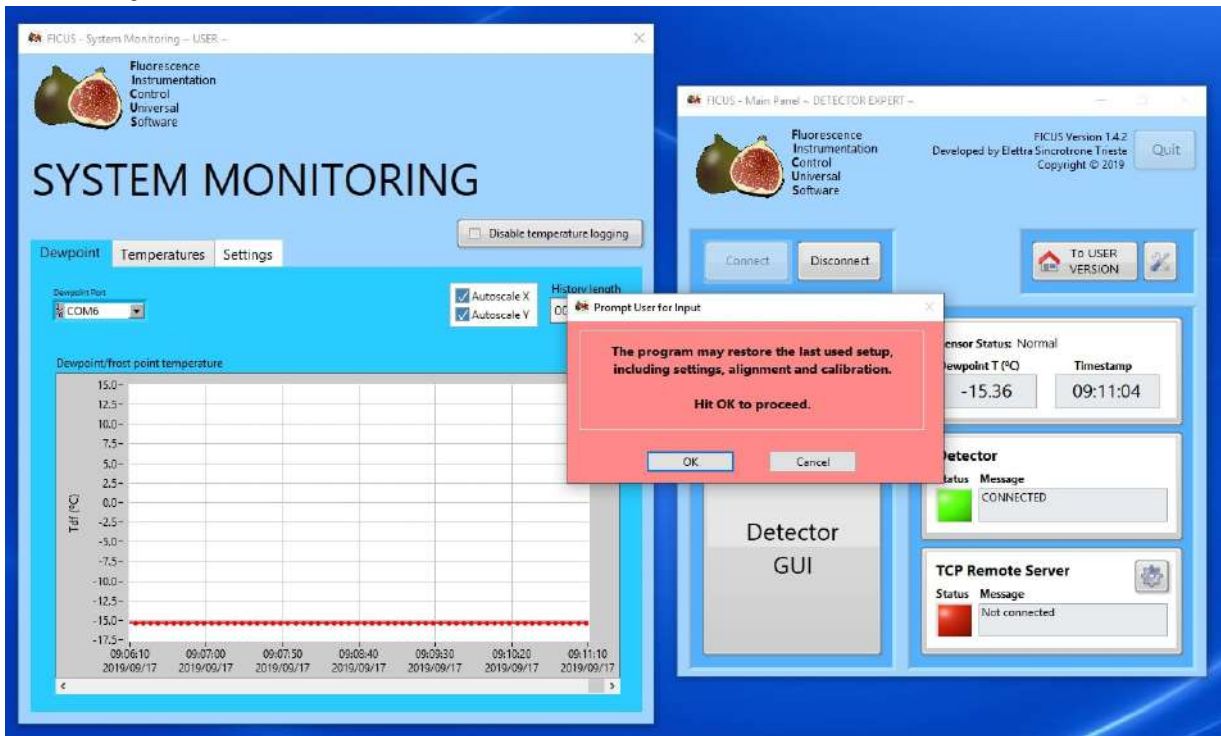 FICUS - System Monitoring – USER –
Fluorescence
Instrumentation
Control
Universal
Software
SYSTEM MONITORING
Disable temperature logging
Dewpoint
Temperatures
Settings
Dewpoint Port
COM6
Autoscale X
Autoscale Y
History length
Dewpoint/frost point temperature
Tdf (ºC)
15.0
12.5
10.0
7.5
5.0
2.5
0.0
-2.5
-5.0
-7.5
-10.0
-12.5
-15.0
-17.5
09:06:10 09:07:00 09:07:50 09:08:40 09:09:30 09:10:20 09:11:10
2019/09/17 2019/09/17 2019/09/17 2019/09/17 2019/09/17 2019/09/17 2019/09/17
FICUS - Main Panel – DETECTOR EXPERT –
Fluorescence
Instrumentation
Control
Universal
Software
FICUS Version 1.4.2
Developed by Elettra Sincrotrone Trieste
Copyright © 2019
Quit
Connect
Disconnect
To USER
VERSION
Prompt User for Input
The program may restore the last used setup,
including settings, alignment and calibration.
Hit OK to proceed.
OK
Cancel
Status: Normal
T (ºC)
Timestamp
-15.36
09:11:04
Message
CONNECTED
Detector
GUI
TCP Remote Server
Status Message
Not connected